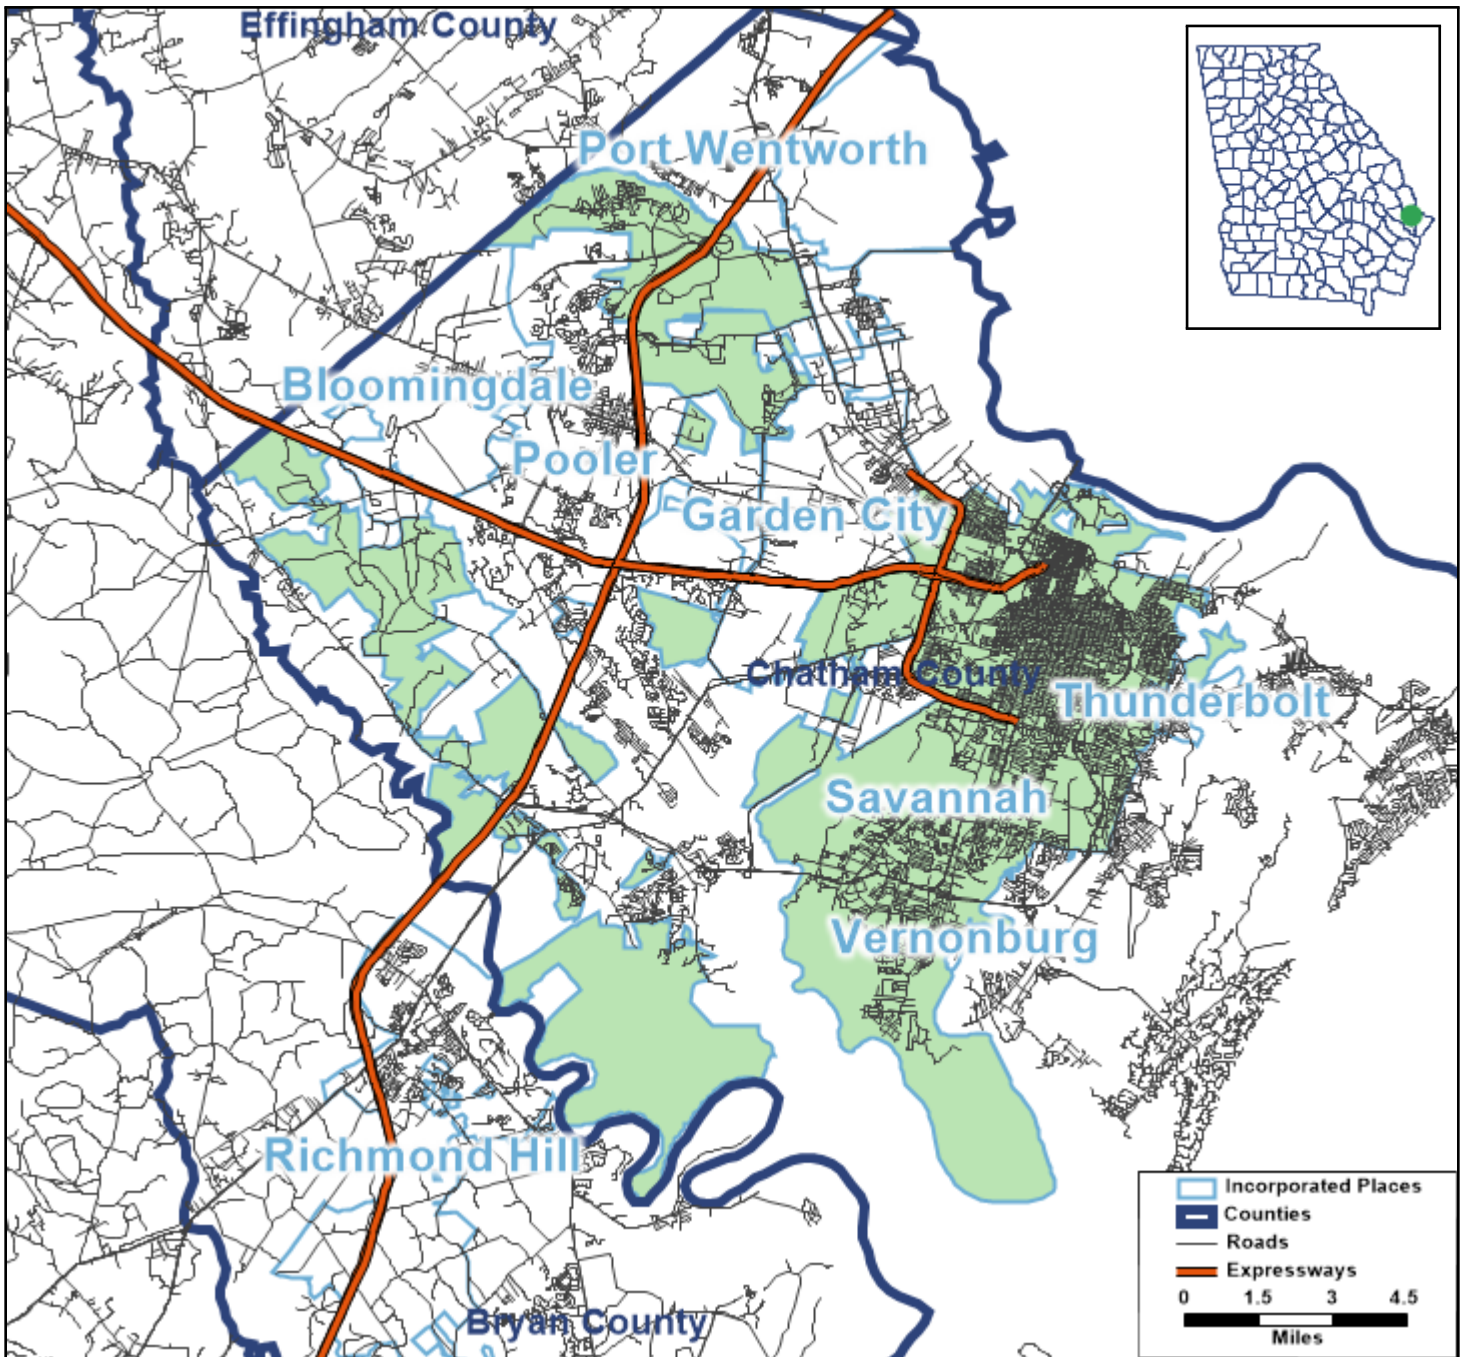 Effingham County
Port Wentworth
Bloomingdale
Pooler
Garden City
Chatham County
Thunderbolt
Savannah
Vernonburg
Richmond Hill
Bryan County
Incorporated Places
Counties
Roads
Expressways
0 1.5 3 4.5
Miles